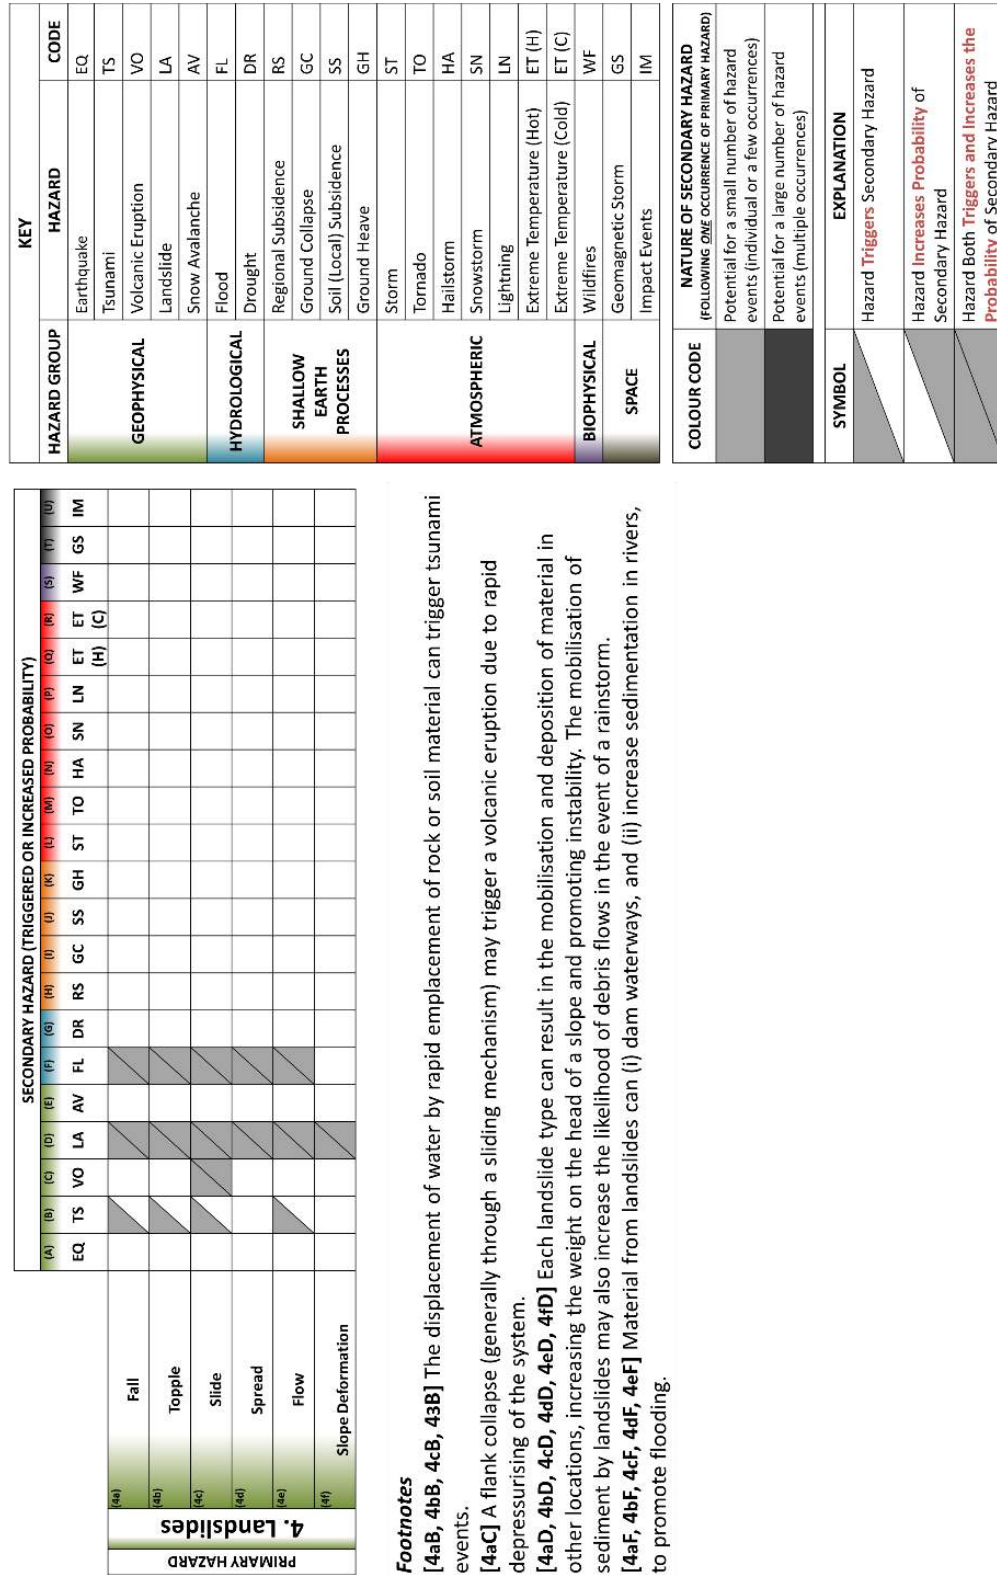 SECONDARY HAZARD (TRIGGERED OR INCREASED PROBABILITY)
(A) (B) (C) (D) (E) (F) (G) (H) (I) (J) (K) (L) (M) (N) (O) (P) (Q) (R) (S) (T) (U)
EQ TS VO LA AV FL DR RS GC SS GH ST TO HA SN LN ET (H) ET (C) WF GS IM
PRIMARY HAZARD
4. Landslides
(4a) Fall
(4b) Topple
(4c) Slide
(4d) Spread
(4e) Flow
(4f) Slope Deformation
Footnotes
[4aB, 4bB, 4cB, 43B] The displacement of water by rapid emplacement of rock or soil material can trigger tsunami
events.
[4aC] A flank collapse (generally through a sliding mechanism) may trigger a volcanic eruption due to rapid
depressurising of the system.
[4aD, 4bD, 4cD, 4dD, 4eD, 4fD] Each landslide type can result in the mobilisation and deposition of material in
other locations, increasing the weight on the head of a slope and promoting instability. The mobilisation of
sediment by landslides may also increase the likelihood of debris flows in the event of a rainstorm.
[4aF, 4bF, 4cF, 4dF, 4eF] Material from landslides can (i) dam waterways, and (ii) increase sedimentation in rivers,
to promote flooding.
KEY
HAZARD GROUP HAZARD CODE
GEOPHYSICAL
Earthquake EQ
Tsunami TS
Volcanic Eruption VO
Landslide LA
Snow Avalanche AV
HYDROLOGICAL
Flood FL
Drought DR
SHALLOW
EARTH
PROCESSES
Regional Subsidence RS
Ground Collapse GC
Soil (Local) Subsidence SS
Ground Heave GH
ATMOSPHERIC
Storm ST
Tornado TO
Hailstorm HA
Snowstorm SN
Lightning LN
Extreme Temperature (Hot) ET (H)
Extreme Temperature (Cold) ET (C)
BIOPHYSICAL
Wildfires WF
SPACE
Geomagnetic Storm GS
Impact Events IM
COLOUR CODE
NATURE OF SECONDARY HAZARD
(FOLLOWING ONE OCCURRENCE OF PRIMARY HAZARD)
Potential for a small number of hazard
events (individual or a few occurrences)
Potential for a large number of hazard
events (multiple occurrences)
SYMBOL EXPLANATION
Hazard Triggers Secondary Hazard
Hazard Increases Probability of
Secondary Hazard
Hazard Both Triggers and Increases the
Probability of Secondary Hazard